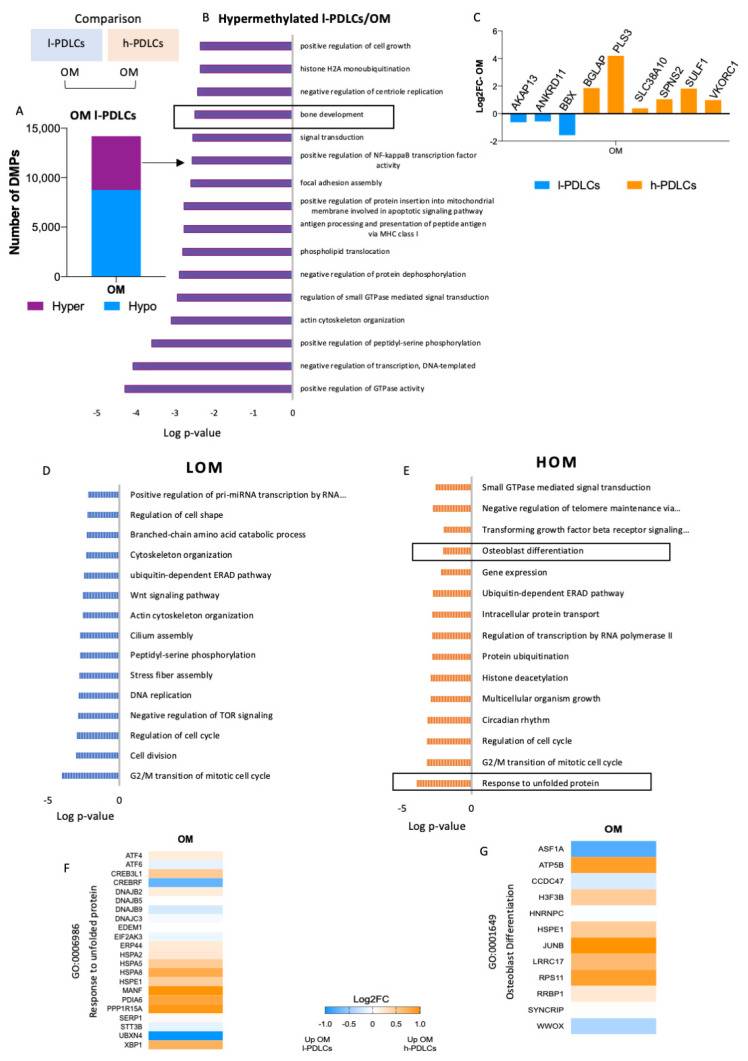 Comparison
l-PDLCs
h-PDLCs
OM
OM
A
OM l-PDLCs
Number of DMPs
15,000
10,000
5,000
0
OM
Hyper
Hypo
B
Hypermethylated l-PDLCs/OM
positive regulation of cell growth
histone H2A monoubiquitination
negative regulation of centriole replication
bone development
signal transduction
positive regulation of NF-kappaB transcription factor
activity
focal adhesion assembly
positive regulation of protein insertion into mitochondrial
membrane involved in apoptotic signaling pathway
antigen processing and presentation of peptide antigen
via MHC class I
phospholipid translocation
negative regulation of protein dephosphorylation
regulation of small GTPase mediated signal transduction
actin cytoskeleton organization
positive regulation of peptidyl-serine phosphorylation
negative regulation of transcription, DNA-templated
positive regulation of GTPase activity
-5
-4
-3
-2
-1
0
Log p-value
C
Log2FC- OM
6
4
2
0
-2
AKAP13
ANKRD11
BBX
BGLAP
PLS3
SLC38A10
SPNS2
SULF1
VKORC1
OM
l-PDLCs
h-PDLCs
D
LOM
Positive regulation of pri-miRNA transcription by RNA...
Regulation of cell shape
Branched-chain amino acid catabolic process
Cytoskeleton organization
ubiquitin-dependent ERAD pathway
Wnt signaling pathway
Actin cytoskeleton organization
Cilium assembly
Peptidyl-serine phosphorylation
Stress fiber assembly
DNA replication
Negative regulation of TOR signaling
Regulation of cell cycle
Cell division
G2/M transition of mitotic cell cycle
-5
0
Log p-value
E
HOM
Small GTPase mediated signal transduction
Negative regulation of telomere maintenance via...
Transforming growth factor beta receptor signaling...
Osteoblast differentiation
Gene expression
Ubiquitin-dependent ERAD pathway
Intracellular protein transport
Regulation of transcription by RNA polymerase II
Protein ubiquitination
Histone deacetylation
Multicellular organism growth
Circadian rhythm
Regulation of cell cycle
G2/M transition of mitotic cell cycle
Response to unfolded protein
-5
0
Log p-value
F
GO:0006986
Response to unfolded protein
OM
ATF4
ATF6
CREB3L1
CREBRF
DNAJB2
DNAJB5
DNAJB9
DNAJC3
EDEM1
EIF2AK3
ERP44
HSPA2
HSPA5
HSPA8
HSPE1
MANF
PDIA6
PPP1R15A
SERP1
STT3B
UBXN4
XBP1
Log2FC
-1.0
-0.5
0
0.5
1.0
Up OM
l-PDLCs
Up OM
h-PDLCs
G
GO:0001649
Osteoblast Differentiation
OM
ASF1A
ATP5B
CCDC47
H3F3B
HNRNPC
HSPE1
JUNB
LRRC17
RPS11
RRBP1
SYNCRIP
WWOX